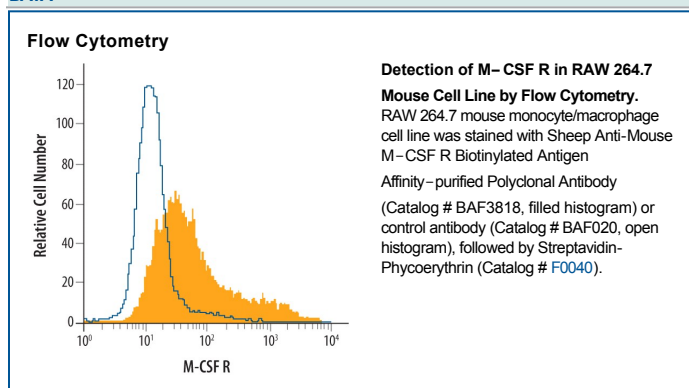 Flow Cytometry
120
100
80
60
40
20
0
Relative Cell Number
10⁰ 10¹ 10² 10³ 10⁴
M-CSF R
Detection of M–CSF R in RAW 264.7
Mouse Cell Line by Flow Cytometry.
RAW 264.7 mouse monocyte/macrophage
cell line was stained with Sheep Anti-Mouse
M–CSF R Biotinylated Antigen
Affinity–purified Polyclonal Antibody
(Catalog # BAF3818, filled histogram) or
control antibody (Catalog # BAF020, open
histogram), followed by Streptavidin-
Phycoerythrin (Catalog # F0040).